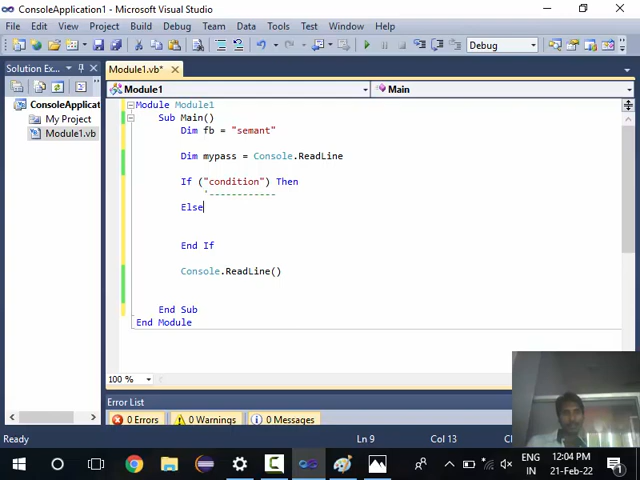 ConsoleApplication1 - Microsoft Visual Studio
File Edit View Project Build Debug Team Data Tools Test Window Help
Debug
Solution Ex...
Module1.vb*
Module1
Main
ConsoleApplicat
My Project
Module1.vb
Module Module1
Sub Main()
Dim fb = "semant"
Dim mypass = Console.ReadLine
If ("condition") Then
'------------
Else
End If
Console.ReadLine()
End Sub
End Module
100 %
Error List
0 Errors
0 Warnings
0 Messages
Ready
Ln 9
Col 13
ENG
IN
12:04 PM
21-Feb-22